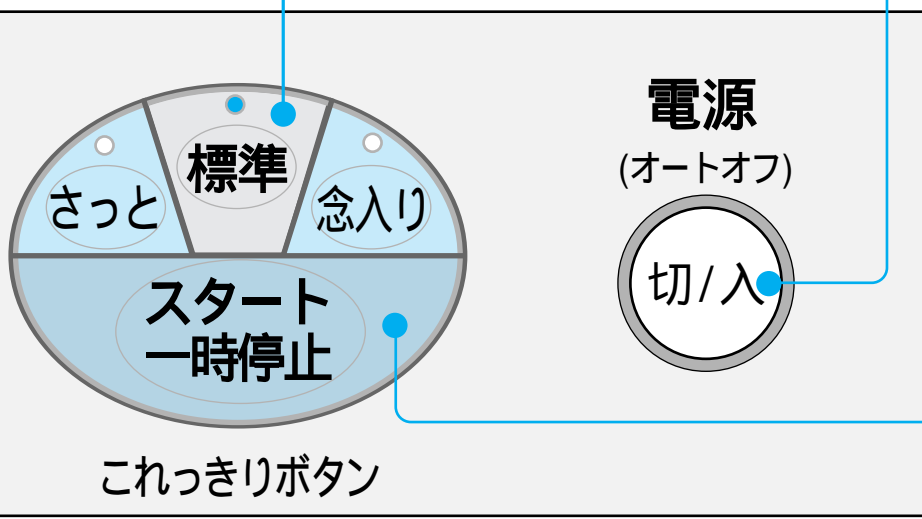 標準
さっと
念入り
スタート
一時停止
これっきりボタン
電源
(オートオフ)
切/入